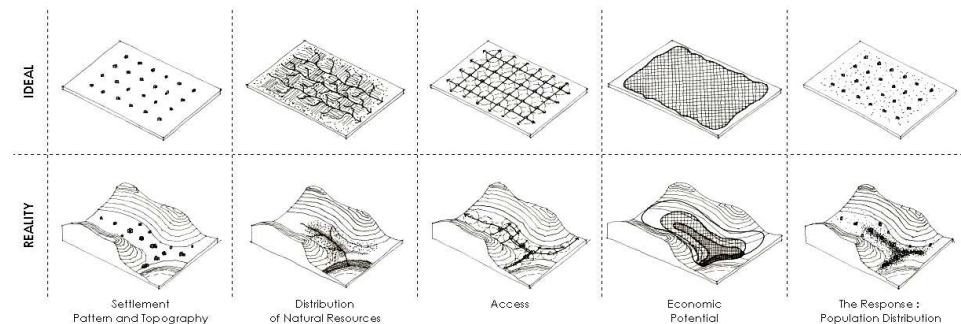 IDEAL
REALITY
Settlement
Pattern and Topography
Distribution
of Natural Resources
Access
Economic
Potential
The Response :
Population Distribution